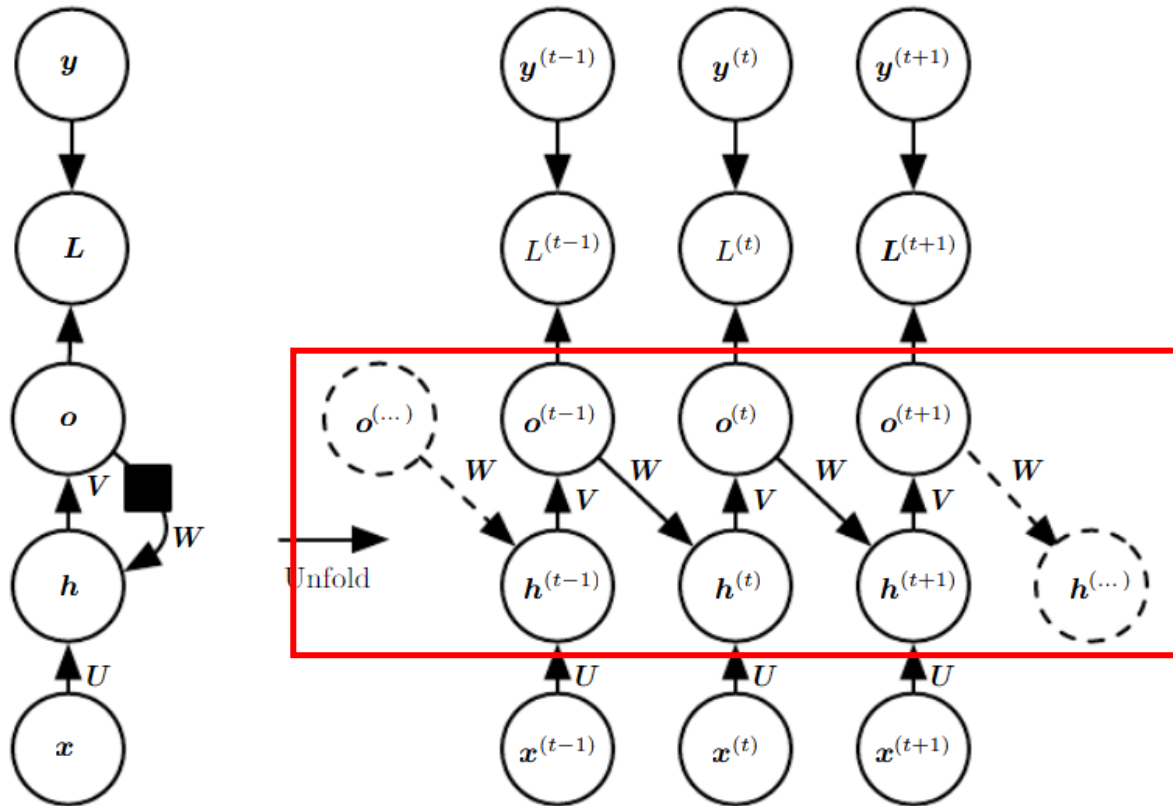 y y^(t−1) y^(t) y^(t+1)
L L^(t−1) L^(t) L^(t+1)
o o^(...) o^(t−1) o^(t) o^(t+1)
W W W W
V V V V
W
Unfold
h h^(t−1) h^(t) h^(t+1) h^(...)
U U U U
x x^(t−1) x^(t) x^(t+1)